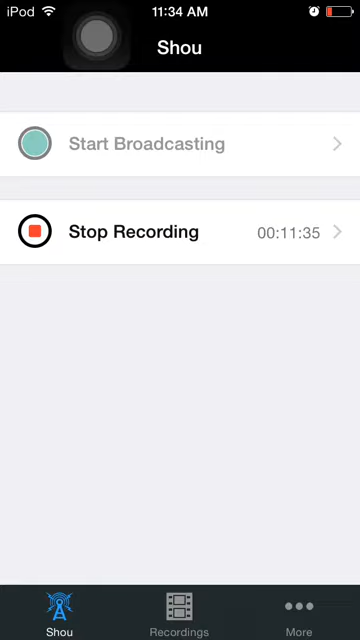 iPod 11:34 AM
Shou
Start Broadcasting
Stop Recording 00:11:35
Shou Recordings More